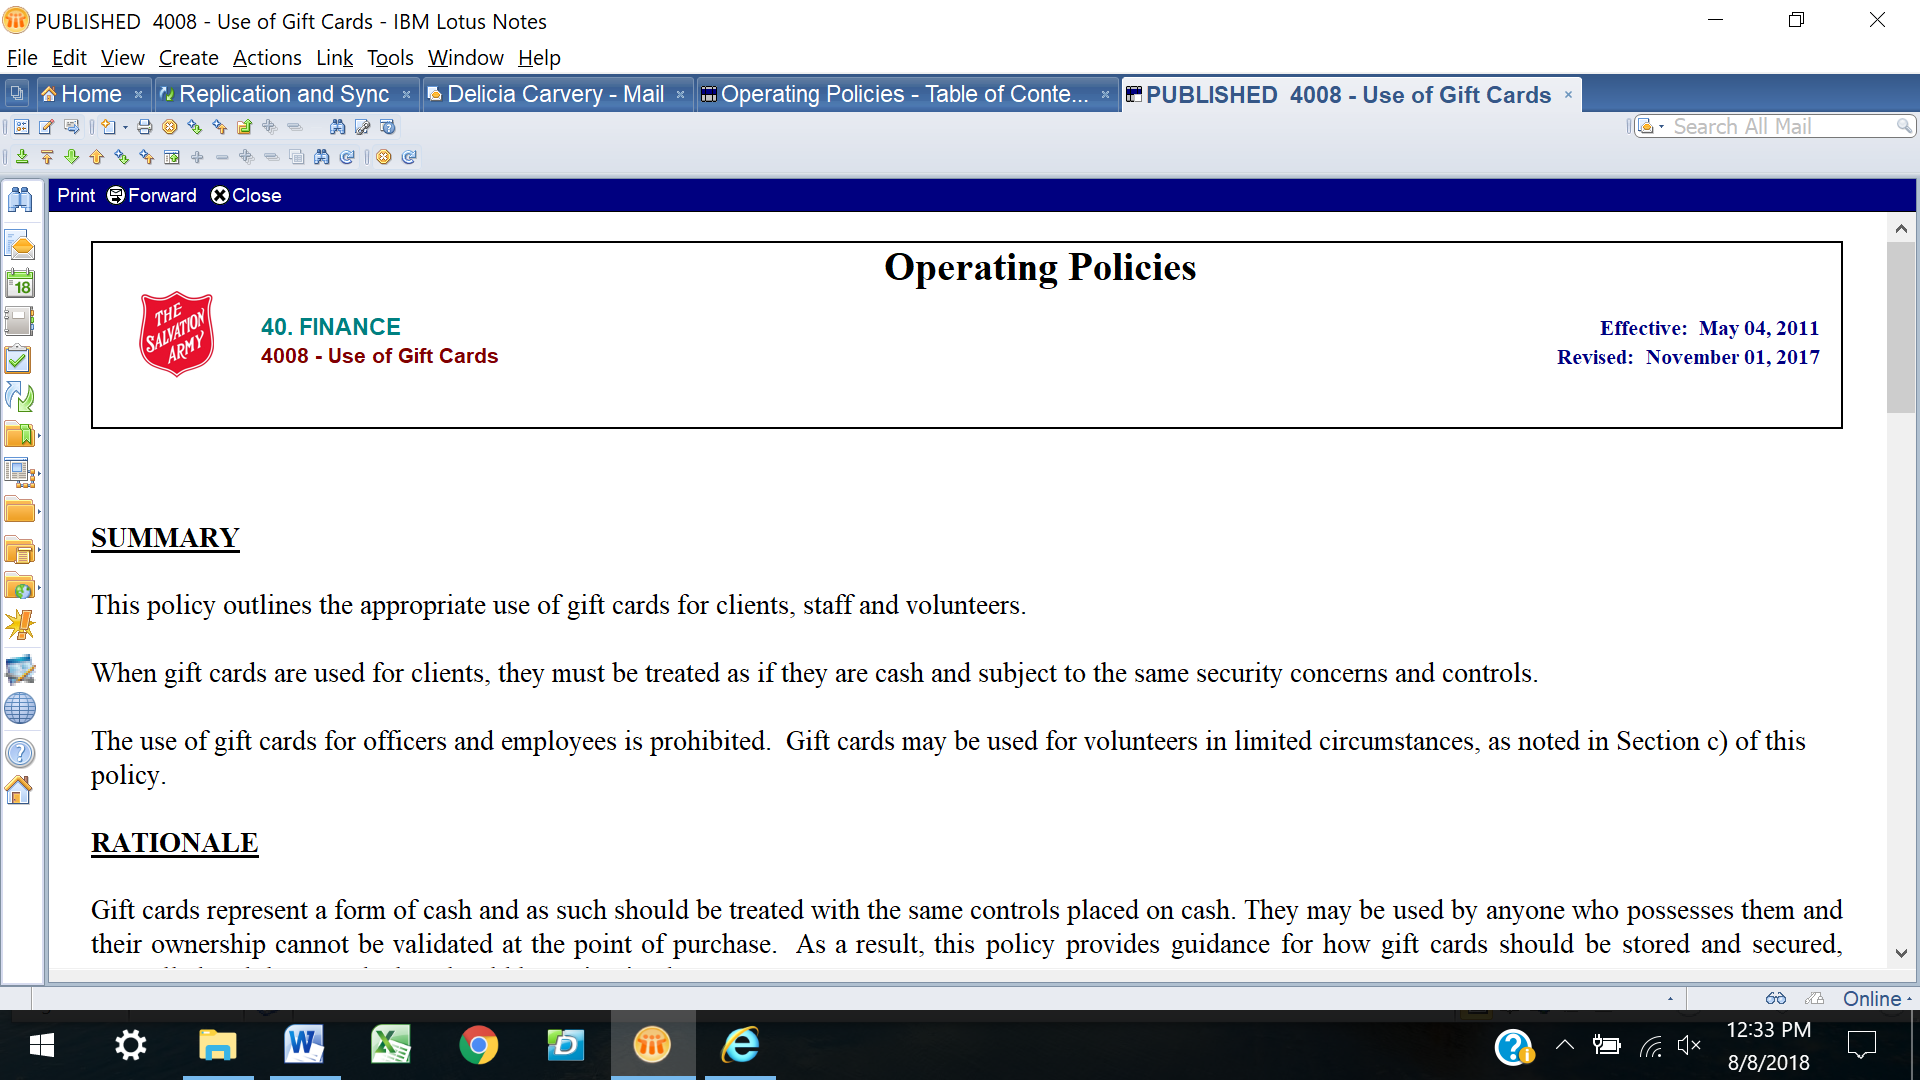 PUBLISHED 4008 - Use of Gift Cards - IBM Lotus Notes
File Edit View Create Actions Link Tools Window Help
Home Replication and Sync Delicia Carvery - Mail Operating Policies - Table of Conte... PUBLISHED 4008 - Use of Gift Cards
Search All Mail
Print Forward Close
Operating Policies
THE
SALVATION
ARMY
40. FINANCE
4008 - Use of Gift Cards
Effective: May 04, 2011
Revised: November 01, 2017
18
SUMMARY
This policy outlines the appropriate use of gift cards for clients, staff and volunteers.
When gift cards are used for clients, they must be treated as if they are cash and subject to the same security concerns and controls.
The use of gift cards for officers and employees is prohibited. Gift cards may be used for volunteers in limited circumstances, as noted in Section c) of this
policy.
RATIONALE
Gift cards represent a form of cash and as such should be treated with the same controls placed on cash. They may be used by anyone who possesses them and
their ownership cannot be validated at the point of purchase. As a result, this policy provides guidance for how gift cards should be stored and secured,
Online
12:33 PM
8/8/2018